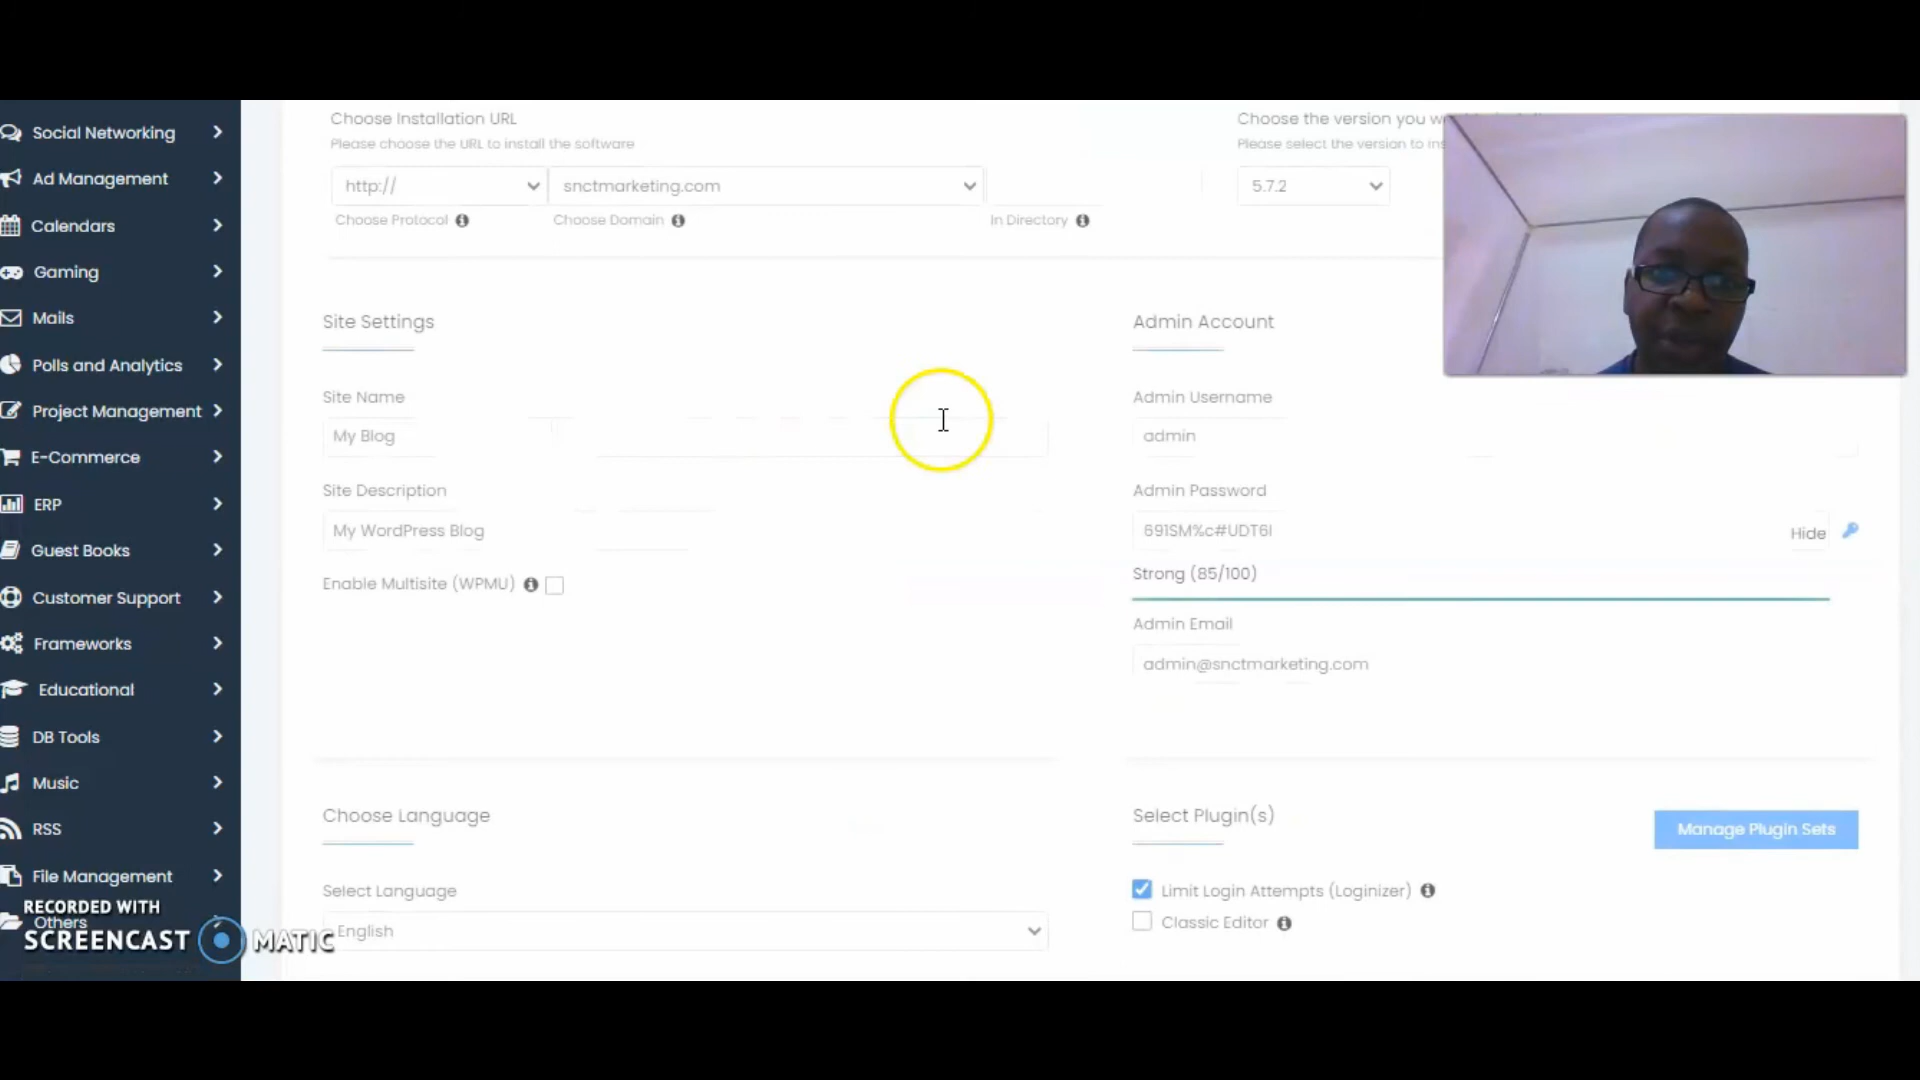 Social Networking
Ad Management
Calendars
Gaming
Mails
Polls and Analytics
Project Management
E-Commerce
ERP
Guest Books
Customer Support
Frameworks
Educational
DB Tools
Music
RSS
File Management
Others
RECORDED WITH
SCREENCAST MATIC
Choose Installation URL
Please choose the URL to install the software
http://
snctmarketing.com
Choose Protocol
Choose Domain
In Directory
Choose the version you
Please select the version to
5.7.2
Site Settings
Site Name
My Blog
Site Description
My WordPress Blog
Enable Multisite (WPMU)
Admin Account
Admin Username
admin
Admin Password
Hide
Strong (85/100)
Admin Email
admin@snctmarketing.com
Choose Language
Select Language
English
Select Plugin(s)
Manage Plugin Sets
Limit Login Attempts (Loginizer)
Classic Editor